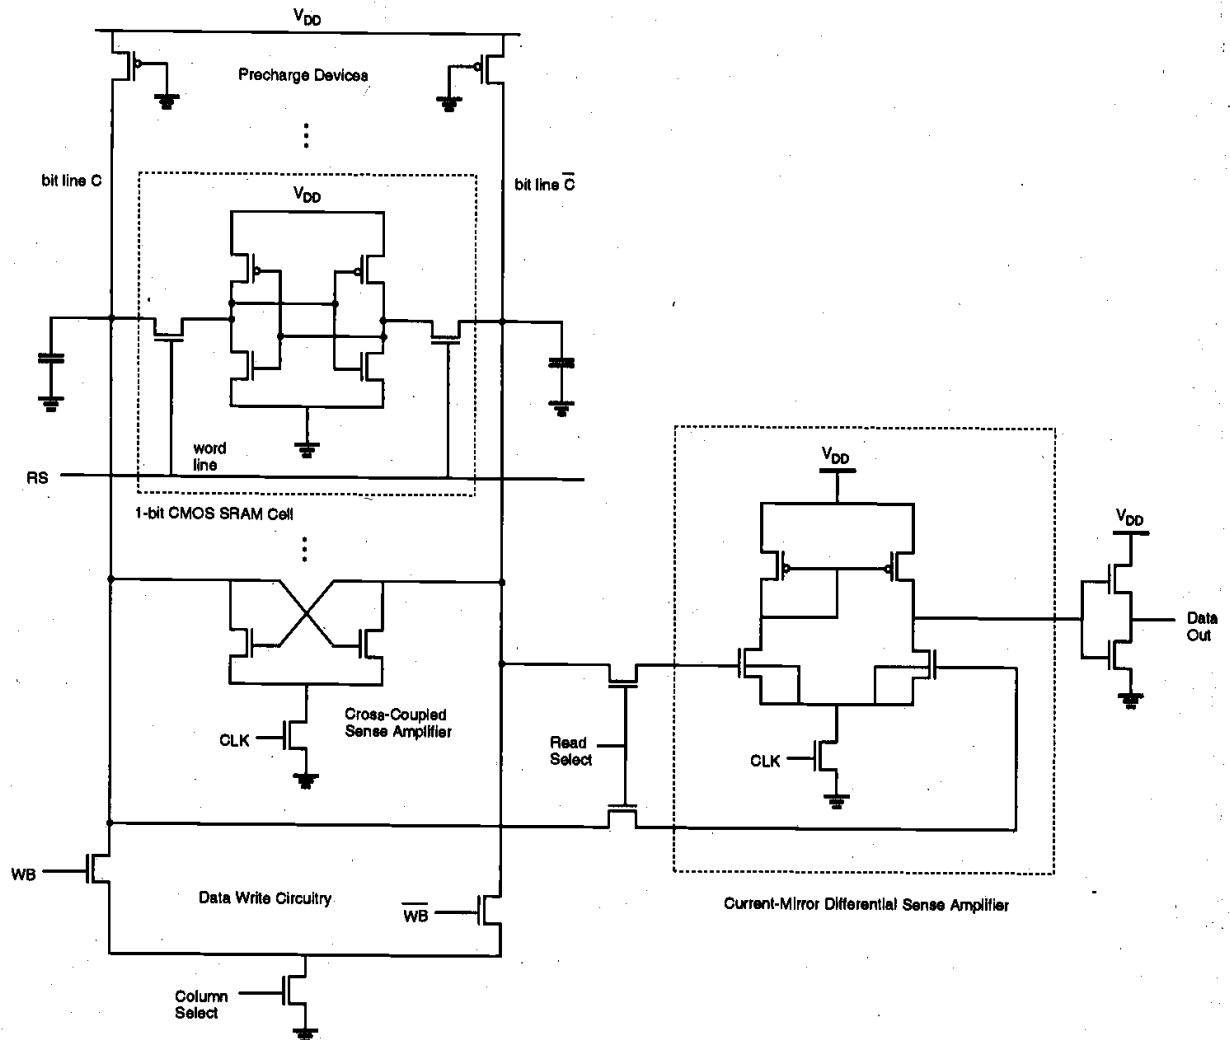 VDD
Precharge Devices
bit line C
bit line C̅
VDD
word
line
RS
1-bit CMOS SRAM Cell
VDD
VDD
Data
Out
Cross-Coupled
Sense Amplifier
CLK
Read
Select
CLK
WB
Data Write Circuitry
W̅B̅
Current-Mirror Differential Sense Amplifier
Column
Select